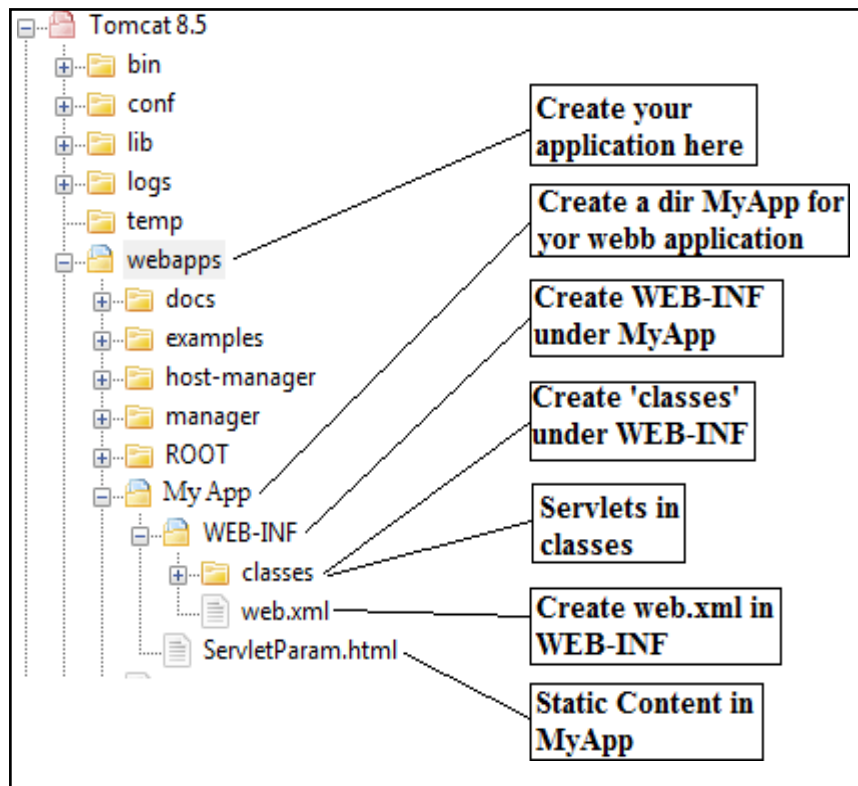 Tomcat 8.5
bin
conf
lib
logs
temp
webapps
docs
examples
host-manager
manager
ROOT
My App
WEB-INF
classes
web.xml
ServletParam.html
Create your
application here
Create a dir MyApp for
yor webb application
Create WEB-INF
under MyApp
Create 'classes'
under WEB-INF
Servlets in
classes
Create web.xml in
WEB-INF
Static Content in
MyApp